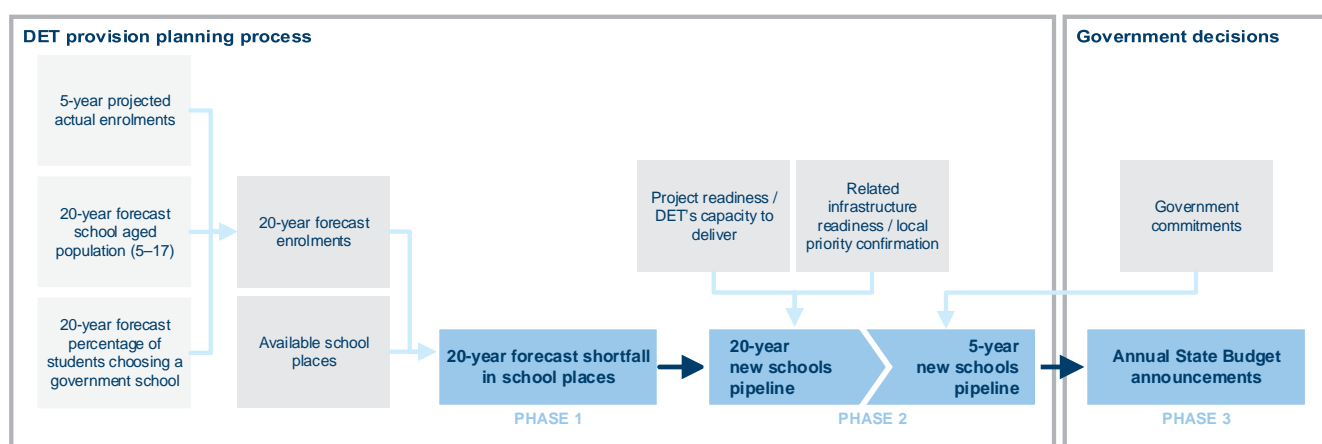 DET provision planning process
Government decisions
5-year projected
actual enrolments
20-year forecast
school aged
population (5–17)
20-year forecast
percentage of
students choosing a
government school
20-year forecast
enrolments
Available school
places
Project readiness /
DET's capacity to
deliver
Related
infrastructure
readiness / local
priority confirmation
Government
commitments
20-year forecast shortfall
in school places
20-year
new schools
pipeline
5-year
new schools
pipeline
Annual State Budget
announcements
PHASE 1
PHASE 2
PHASE 3